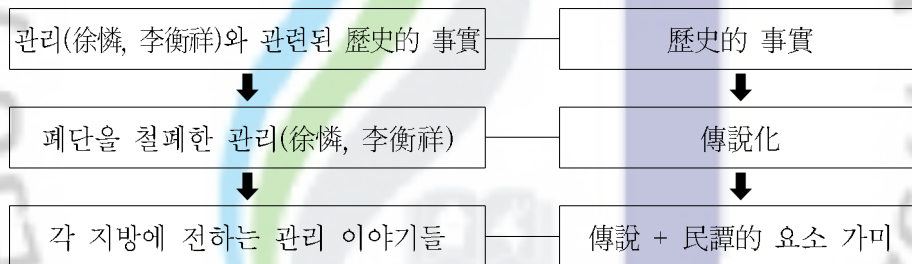 관리(徐憐, 李衡祥)와 관련된 歷史的 事實
歷史的 事實
폐단을 철폐한 관리(徐憐, 李衡祥)
傳說化
각 지방에 전하는 관리 이야기들
傳說 + 民譚的 요소 가미